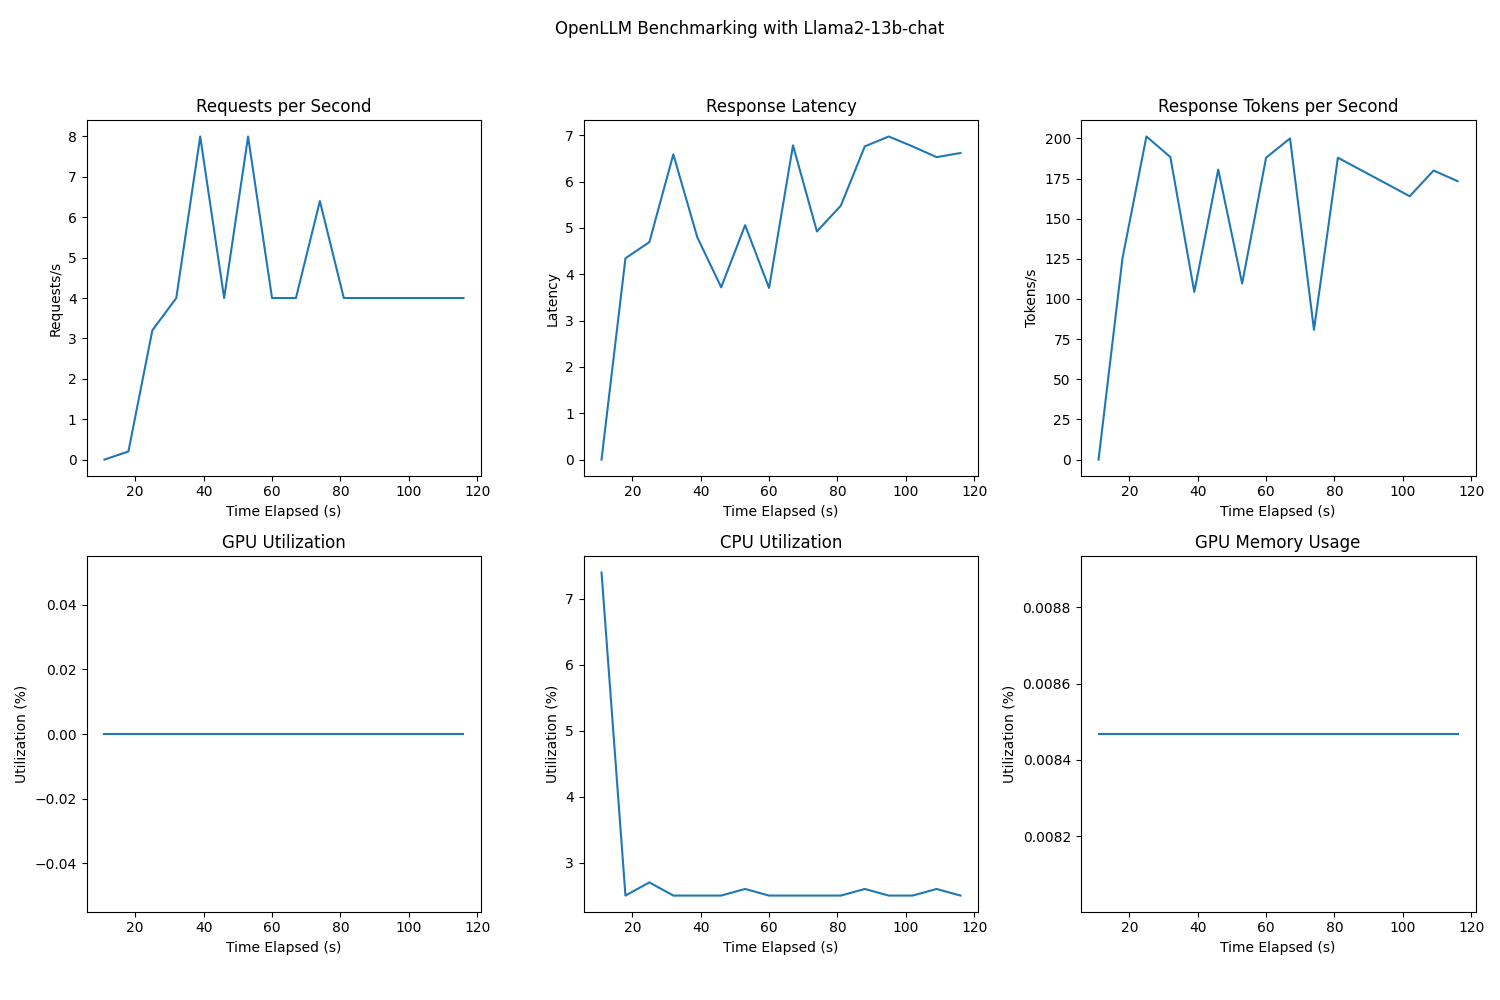 OpenLLM Benchmarking with Llama2-13b-chat
Requests per Second
8
7
6
5
4
3
2
1
0
Requests/s
20 40 60 80 100 120
Time Elapsed (s)
Response Latency
7
6
5
4
3
2
1
0
Latency
20 40 60 80 100 120
Time Elapsed (s)
Response Tokens per Second
200
175
150
125
100
75
50
25
0
Tokens/s
20 40 60 80 100 120
Time Elapsed (s)
GPU Utilization
0.04
0.02
0.00
−0.02
−0.04
Utilization (%)
20 40 60 80 100 120
Time Elapsed (s)
CPU Utilization
7
6
5
4
3
Utilization (%)
20 40 60 80 100 120
Time Elapsed (s)
GPU Memory Usage
0.0088
0.0086
0.0084
0.0082
Utilization (%)
20 40 60 80 100 120
Time Elapsed (s)